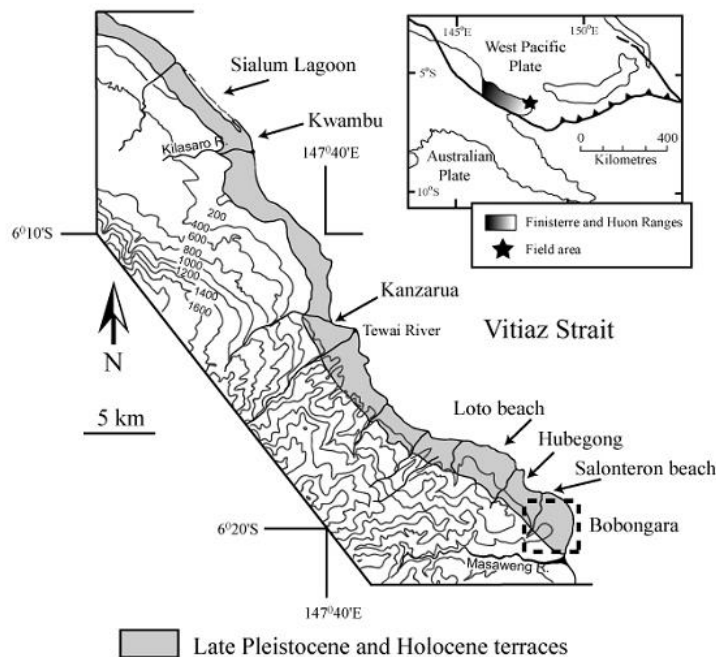 Sialum Lagoon
Kwambu
Kilasaro R.
147⁰40'E
6⁰10'S
200
400
600
800
1000
1200
1400
1600
N
5 km
Kanzarua
Tewai River
Vitiaz Strait
Loto beach
Hubegong
Salonteron beach
Bobongara
6⁰20'S
Masaweng R.
147⁰40'E
Late Pleistocene and Holocene terraces
145⁰E
150⁰E
West Pacific
Plate
5⁰S
0
400
Kilometres
Australian
Plate
10⁰S
Finisterre and Huon Ranges
Field area